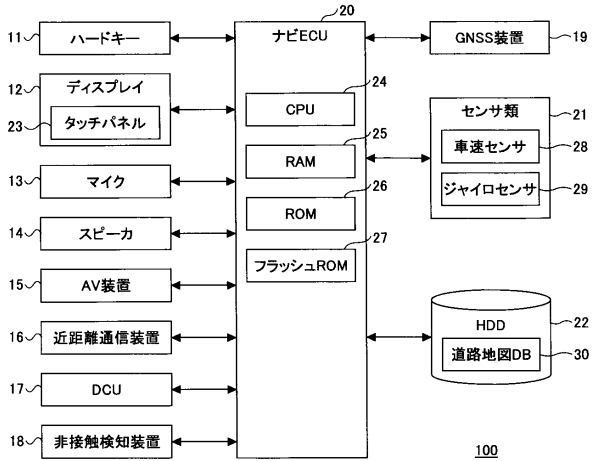 20
11 ハードキー
ナビECU
GNSS装置 19
12 ディスプレイ
23 タッチパネル
24
CPU
センサ類 21
車速センサ 28
ジャイロセンサ 29
25
RAM
13 マイク
26
ROM
14 スピーカ
27
フラッシュROM
15 AV装置
16 近距離通信装置
HDD 22
道路地図DB 30
17 DCU
18 非接触検知装置
100